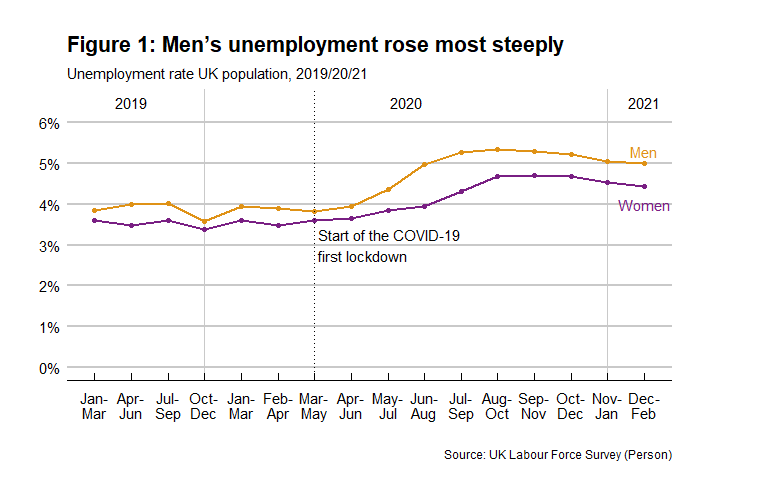 Figure 1: Men’s unemployment rose most steeply
Unemployment rate UK population, 2019/20/21
2019 2020 2021
6%
5%
4%
3%
2%
1%
0%
Men
Women
Start of the COVID-19
first lockdown
Jan- Apr- Jul- Oct- Jan- Feb- Mar- Apr- May- Jun- Jul- Aug- Sep- Oct- Nov- Dec-
Mar Jun Sep Dec Mar Apr May Jun Jul Aug Sep Oct Nov Dec Jan Feb
Source: UK Labour Force Survey (Person)